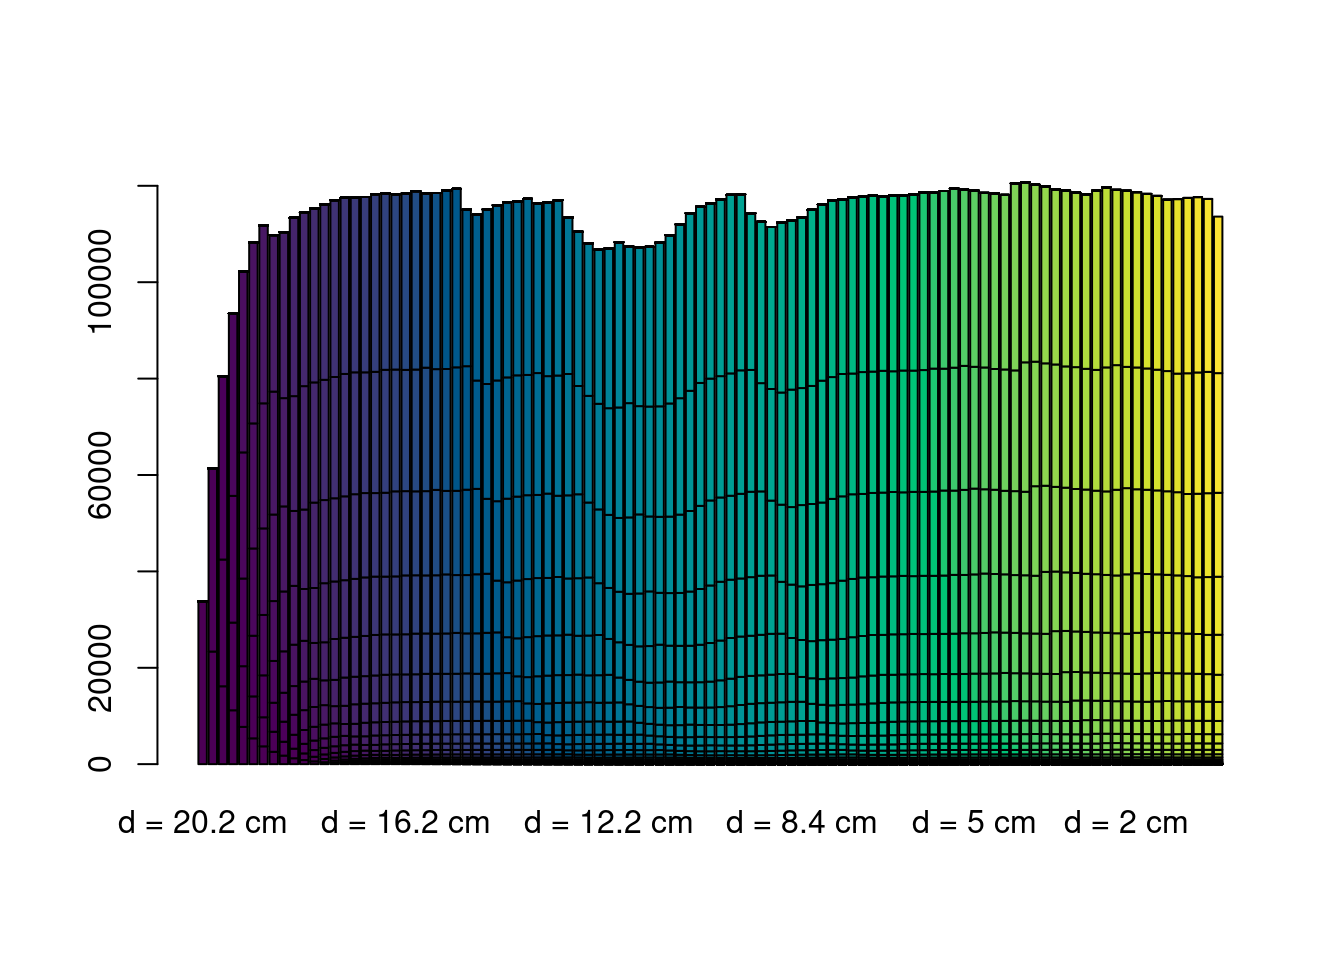 100000
60000
20000
0
d = 20.2 cm d = 16.2 cm d = 12.2 cm d = 8.4 cm d = 5 cm d = 2 cm